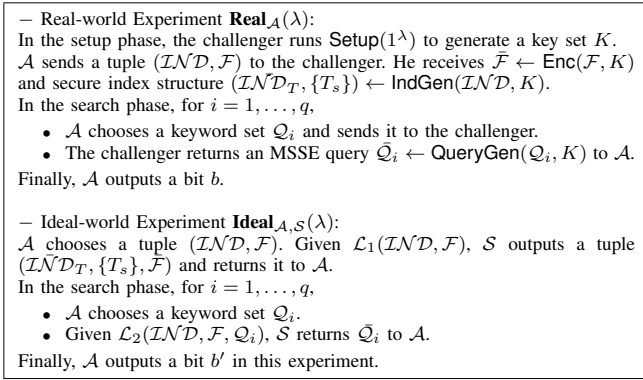 – Real-world Experiment Real_A(λ):
In the setup phase, the challenger runs Setup(1^λ) to generate a key set K.
𝒜 sends a tuple (ℐ𝒩𝒟, ℱ) to the challenger. He receives ℱ̄ ← Enc(ℱ, K)
and secure index structure (ℐ𝒩̄𝒟_T, {T_s}) ← IndGen(ℐ𝒩𝒟, K).
In the search phase, for i = 1, . . . , q,
• 𝒜 chooses a keyword set 𝒬_i and sends it to the challenger.
• The challenger returns an MSSE query 𝒬̄_i ← QueryGen(𝒬_i, K) to 𝒜.
Finally, 𝒜 outputs a bit b.
– Ideal-world Experiment Ideal_{𝒜,𝒮}(λ):
𝒜 chooses a tuple (ℐ𝒩𝒟, ℱ). Given ℒ_1(ℐ𝒩𝒟, ℱ), 𝒮 outputs a tuple
(ℐ𝒩̄𝒟_T, {T_s}, ℱ̄) and returns it to 𝒜.
In the search phase, for i = 1, . . . , q,
• 𝒜 chooses a keyword set 𝒬_i.
• Given ℒ_2(ℐ𝒩𝒟, ℱ, 𝒬_i), 𝒮 returns 𝒬̄_i to 𝒜.
Finally, 𝒜 outputs a bit b′ in this experiment.